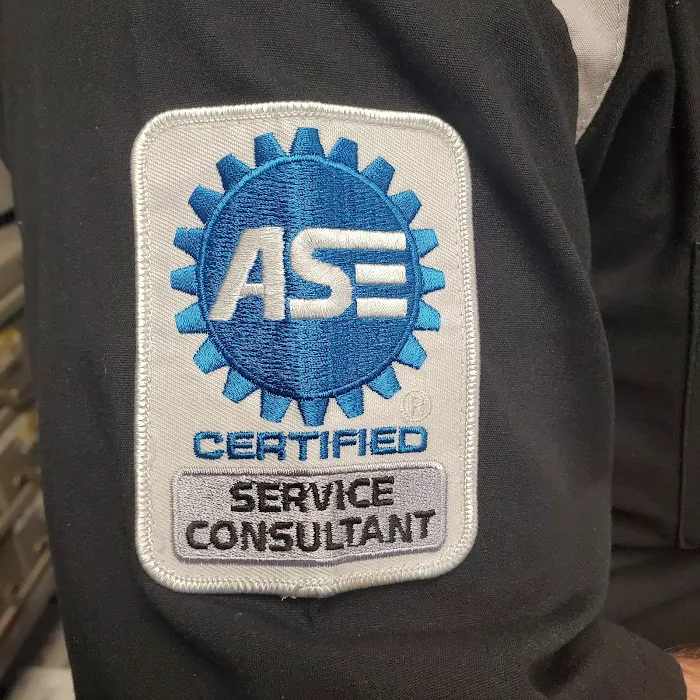 ASE
®
CERTIFIED
SERVICE
CONSULTANT